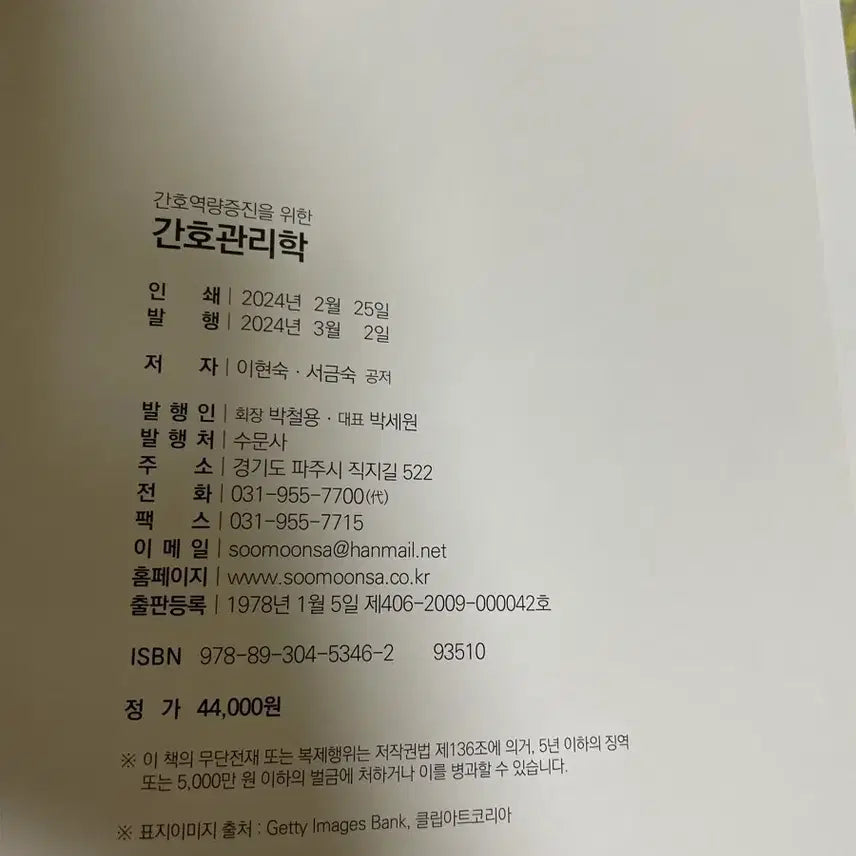 간호역량증진을 위한
간호관리학
인 쇄 | 2024년 2월 25일
발 행 | 2024년 3월 2일
저 자 | 이현숙 · 서금숙 공저
발 행 인 | 회장 박철용 · 대표 박세원
발 행 처 | 수문사
주 소 | 경기도 파주시 직지길 522
전 화 | 031-955-7700(代)
팩 스 | 031-955-7715
이 메 일 | soomoonsa@hanmail.net
홈페이지 | www.soomoonsa.co.kr
출판등록 | 1978년 1월 5일 제406-2009-000042호
ISBN 978-89-304-5346-2 93510
정 가 44,000원
※ 이 책의 무단전재 또는 복제행위는 저작권법 제136조에 의거, 5년 이하의 징역
또는 5,000만 원 이하의 벌금에 처하거나 이를 병과할 수 있습니다.
※ 표지이미지 출처 : Getty Images Bank, 클립아트코리아